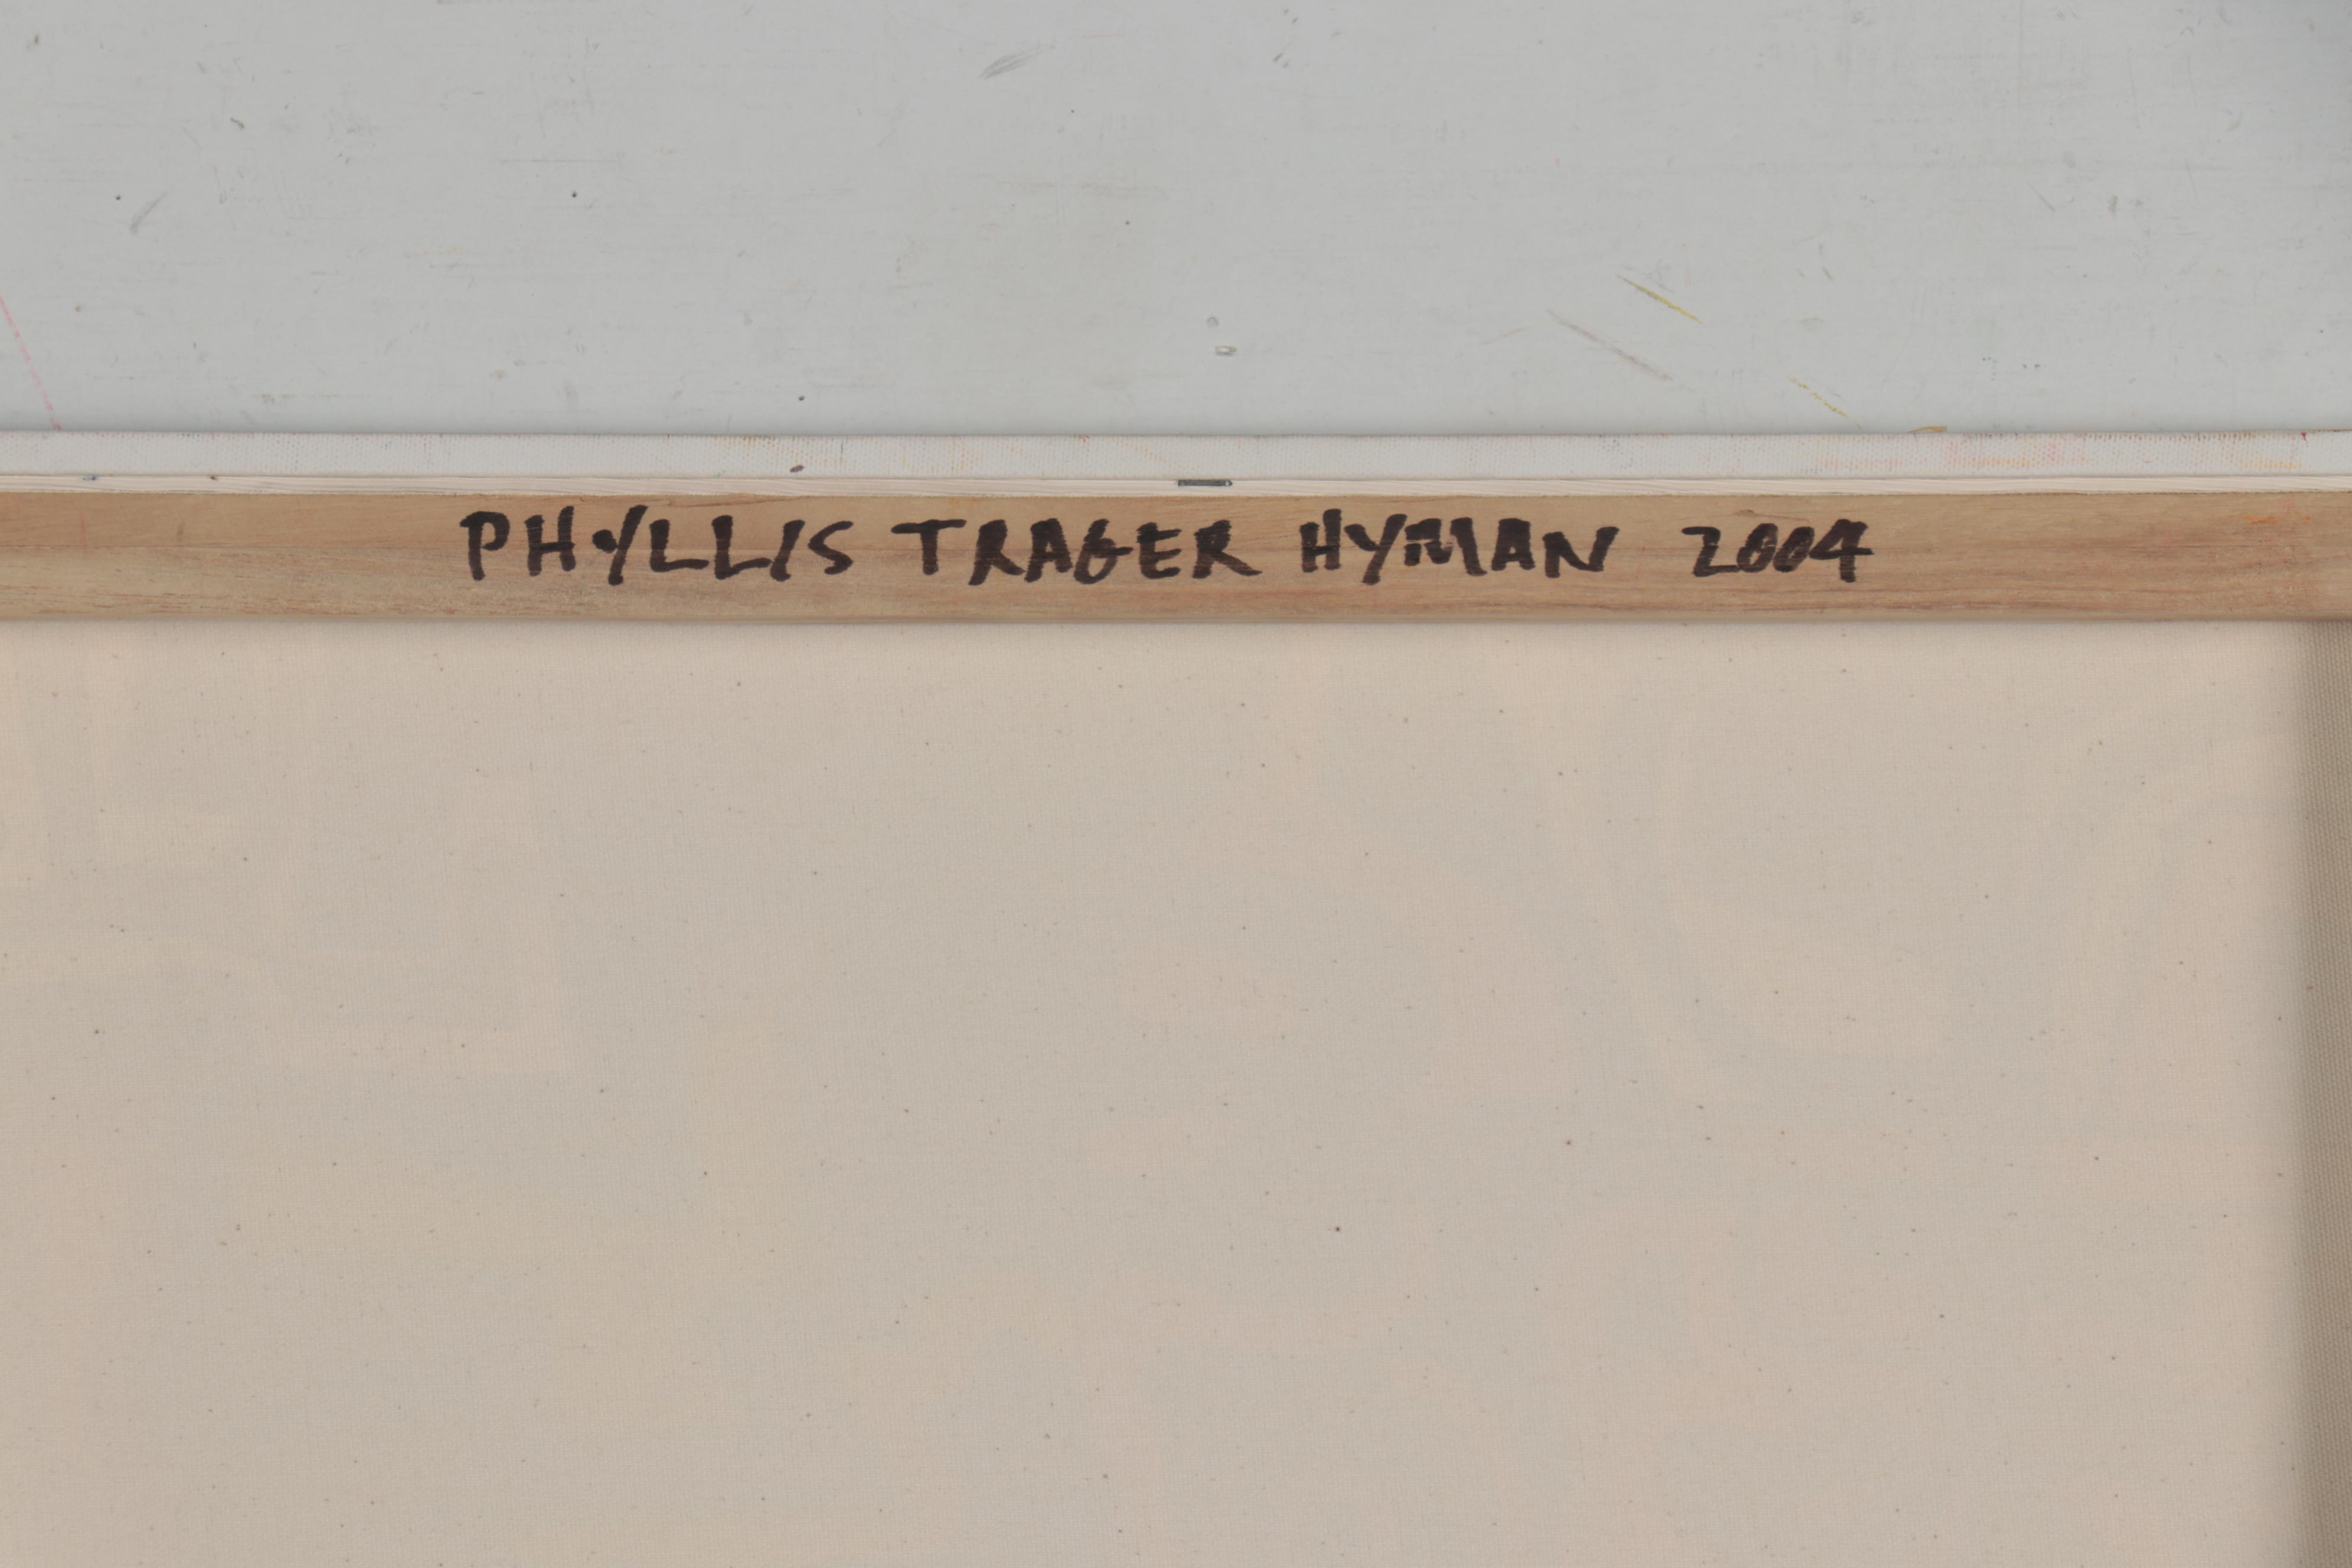 PHYLLIS TRAGER HYMAN 2004